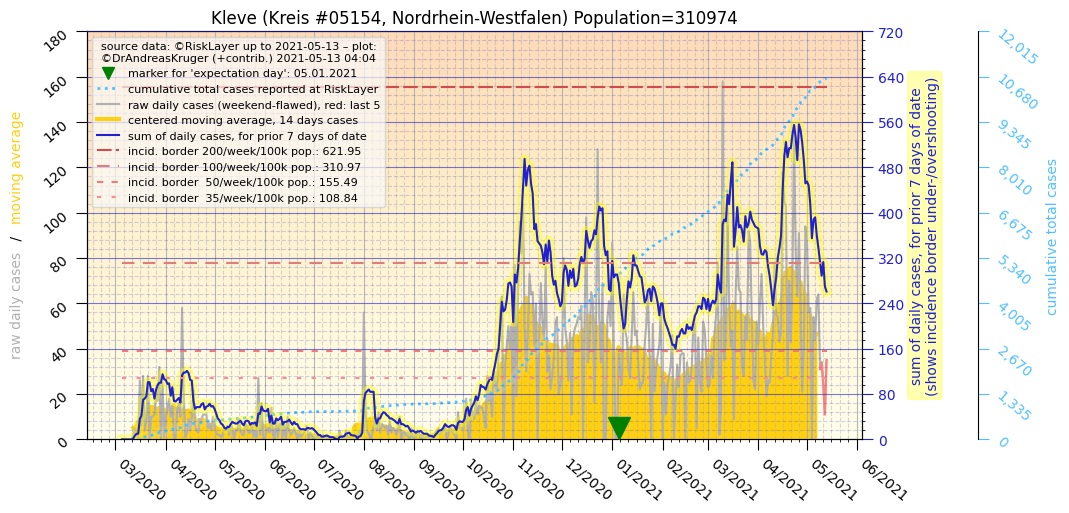 Kleve (Kreis #05154, Nordrhein-Westfalen) Population=310974
source data: ©RiskLayer up to 2021-05-13 – plot:
©DrAndreasKruger (+contrib.) 2021-05-13 04:04
marker for 'expectation day': 05.01.2021
cumulative total cases reported at RiskLayer
raw daily cases (weekend-flawed), red: last 5
centered moving average, 14 days cases
sum of daily cases, for prior 7 days of date
incid. border 200/week/100k pop.: 621.95
incid. border 100/week/100k pop.: 310.97
incid. border  50/week/100k pop.: 155.49
incid. border  35/week/100k pop.: 108.84
raw daily cases / moving average
180
160
140
120
100
80
60
40
20
0
720
640
560
480
400
320
240
160
80
0
sum of daily cases, for prior 7 days of date
(shows incidence border under-/overshooting)
12,015
10,680
9,345
8,010
6,675
5,340
4,005
2,670
1,335
0
cumulative total cases
03/2020
04/2020
05/2020
06/2020
07/2020
08/2020
09/2020
10/2020
11/2020
12/2020
01/2021
02/2021
03/2021
04/2021
05/2021
06/2021